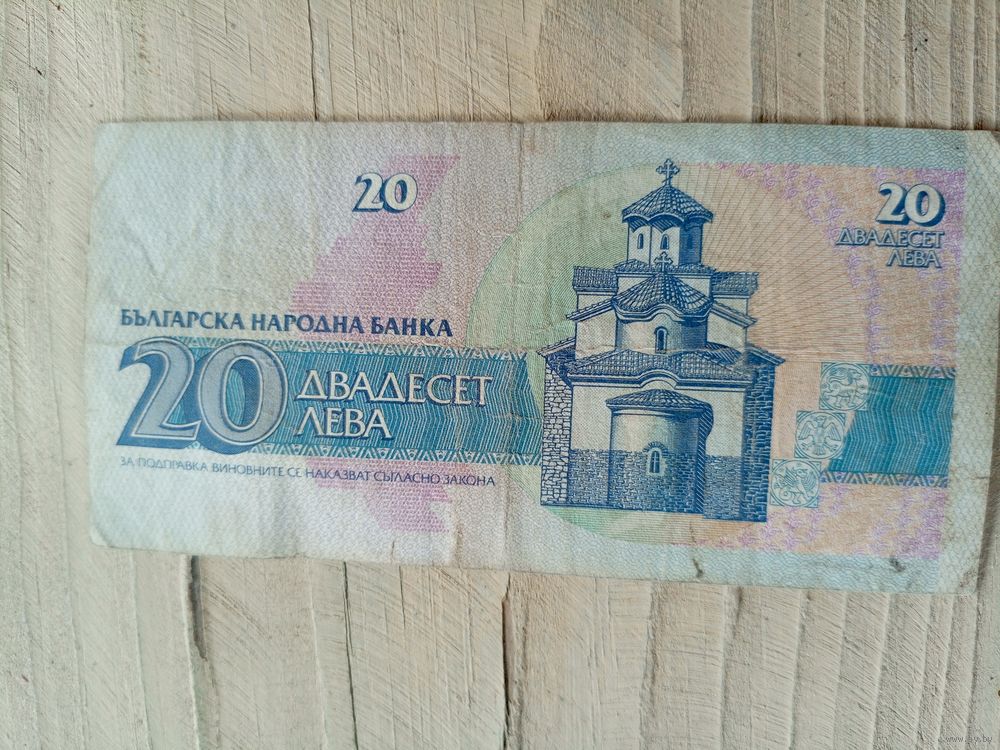 20
20
ДВАДЕСЕТ
ЛЕВА
БЪЛГАРСКА НАРОДНА БАНКА
20 ДВАДЕСЕТ
ЛЕВА
ЗА ПОДПРАВКА ВИНОВНИТЕ СЕ НАКАЗВАТ СЪГЛАСНО ЗАКОНА